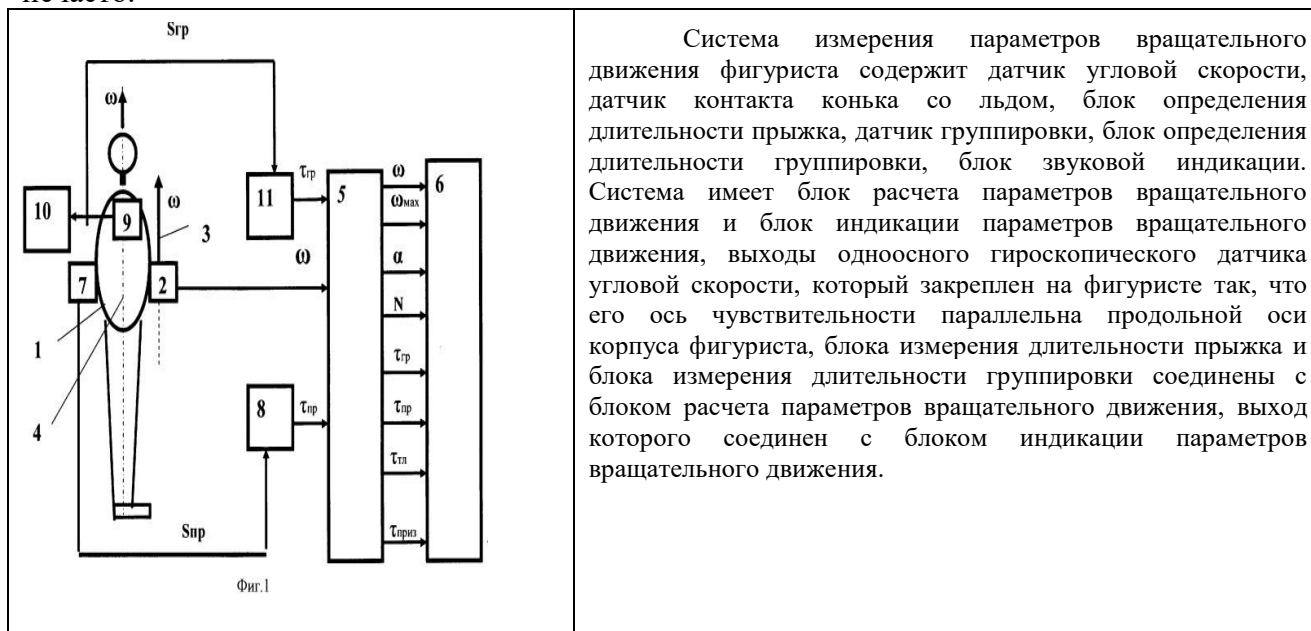 Sгр
ω
ω
10
9
11
τгр
5
ω
6
ωмах
3
ω
α
7
2
N
1
τгр
8
τпр
τпр
4
τтл
Sпр
τприз
Фиг.1
Система измерения параметров вращательного
движения фигуриста содержит датчик угловой скорости,
датчик контакта конька со льдом, блок определения
длительности прыжка, датчик группировки, блок определения
длительности группировки, блок звуковой индикации.
Система имеет блок расчета параметров вращательного
движения и блок индикации параметров вращательного
движения, выходы одноосного гироскопического датчика
угловой скорости, который закреплен на фигуристе так, что
его ось чувствительности параллельна продольной оси
корпуса фигуриста, блока измерения длительности прыжка и
блока измерения длительности группировки соединены с
блоком расчета параметров вращательного движения, выход
которого соединен с блоком индикации параметров
вращательного движения.